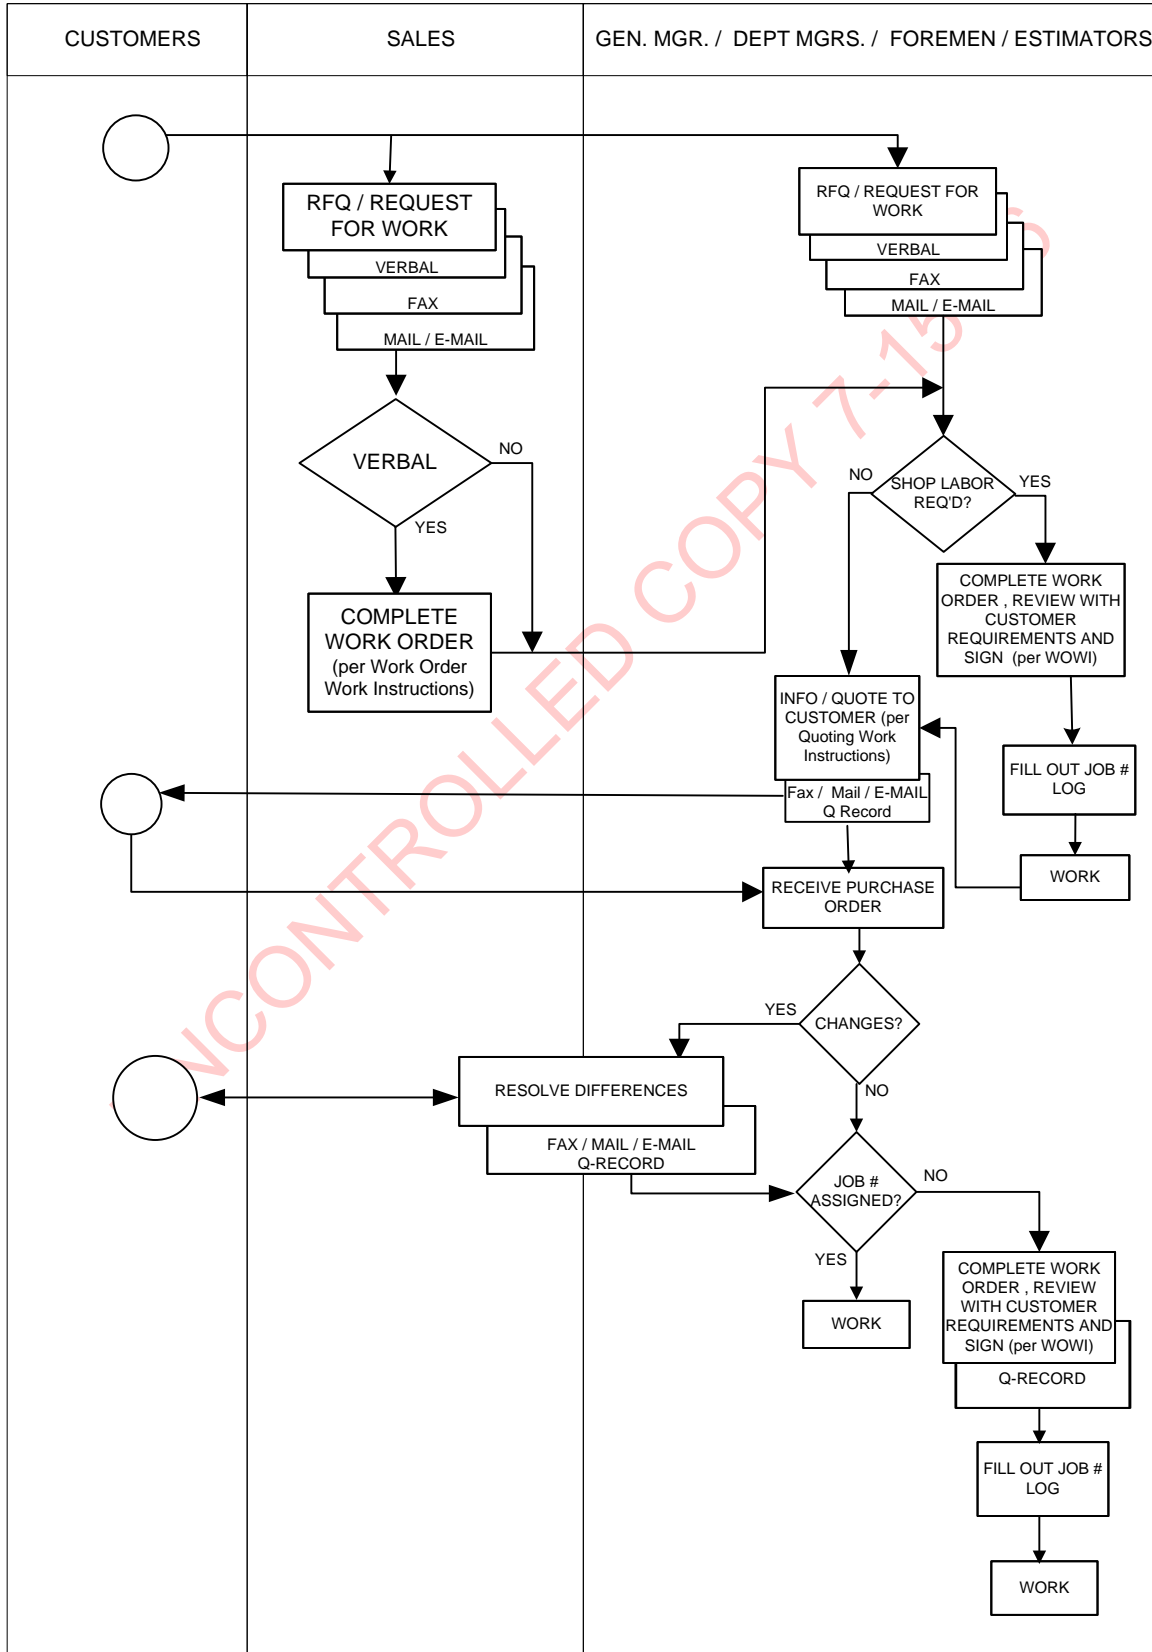 CUSTOMERS
SALES
GEN. MGR. / DEPT MGRS. / FOREMEN / ESTIMATORS
RFQ / REQUEST
FOR WORK
VERBAL
FAX
MAIL / E-MAIL
RFQ / REQUEST FOR
WORK
VERBAL
FAX
MAIL / E-MAIL
VERBAL
NO
YES
COMPLETE
WORK ORDER
(per Work Order
Work Instructions)
SHOP LABOR
REQ'D?
NO
YES
COMPLETE WORK
ORDER , REVIEW WITH
CUSTOMER
REQUIREMENTS AND
SIGN (per WOWI)
INFO / QUOTE TO
CUSTOMER (per
Quoting Work
Instructions)
Fax / Mail / E-MAIL
Q Record
FILL OUT JOB #
LOG
WORK
RECEIVE PURCHASE
ORDER
CHANGES?
YES
NO
RESOLVE DIFFERENCES
FAX / MAIL / E-MAIL
Q-RECORD
JOB #
ASSIGNED?
NO
YES
WORK
COMPLETE WORK
ORDER , REVIEW
WITH CUSTOMER
REQUIREMENTS AND
SIGN (per WOWI)
Q-RECORD
FILL OUT JOB #
LOG
WORK
NCONTROLLED COPY 7-15